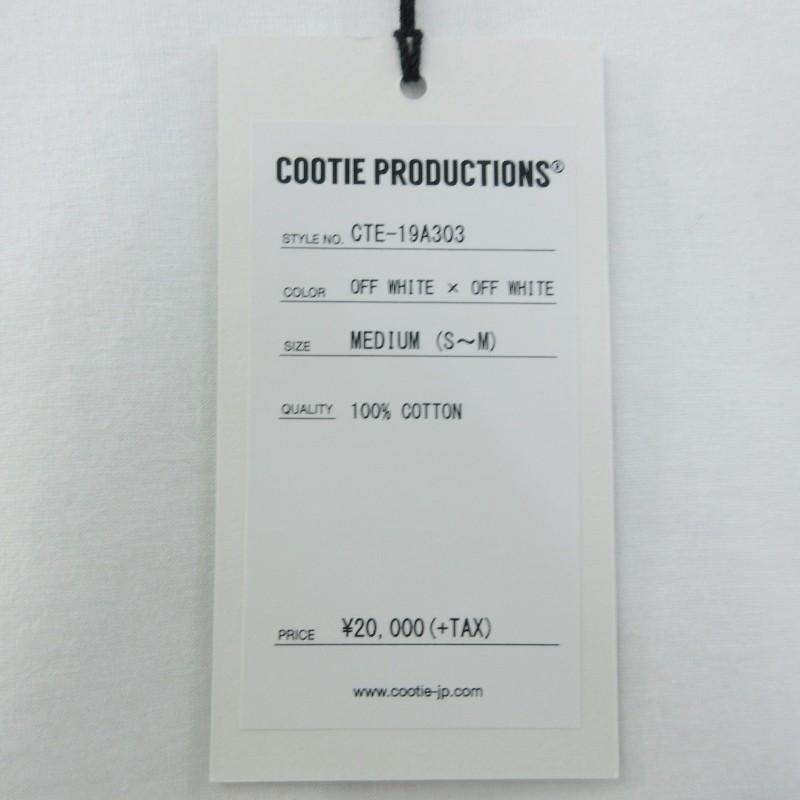 COOTIE PRODUCTIONS®
STYLE NO. CTE-19A303
COLOR OFF WHITE × OFF WHITE
SIZE MEDIUM (S～M)
QUALITY 100% COTTON
PRICE ¥20,000(+TAX)
www.cootie-jp.com